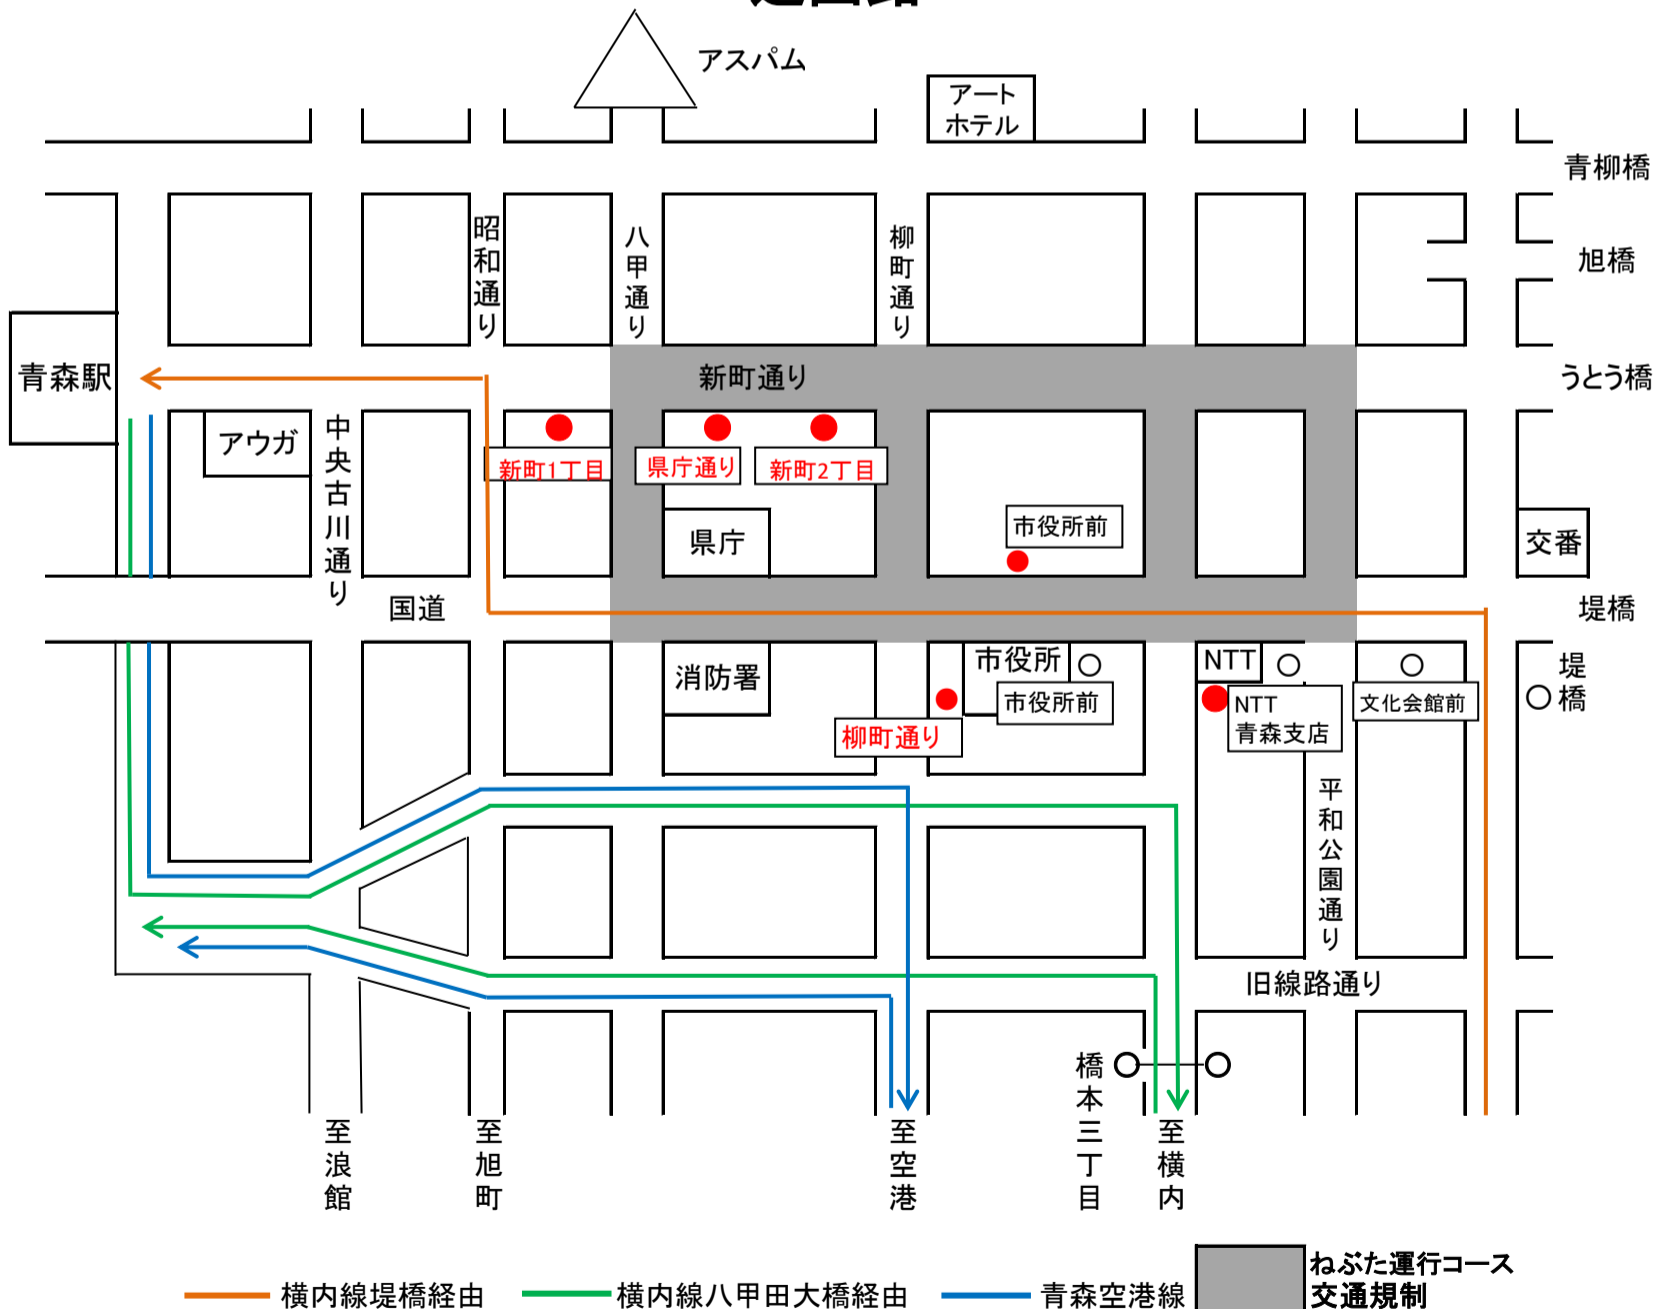 アスパム
アート
ホテル
青柳橋
昭和通り
八甲通り
柳町通り
旭橋
青森駅
新町通り
うとう橋
アウガ
中央古川通り
新町1丁目
県庁通り
新町2丁目
市役所前
県庁
交番
国道
堤橋
消防署
市役所
市役所前
NTT
NTT
青森支店
文化会館前
堤橋
柳町通り
平和公園通り
旧線路通り
橋本三丁目
至浪館
至旭町
至空港
至横内
横内線堤橋経由
横内線八甲田大橋経由
青森空港線
ねぶた運行コース
交通規制